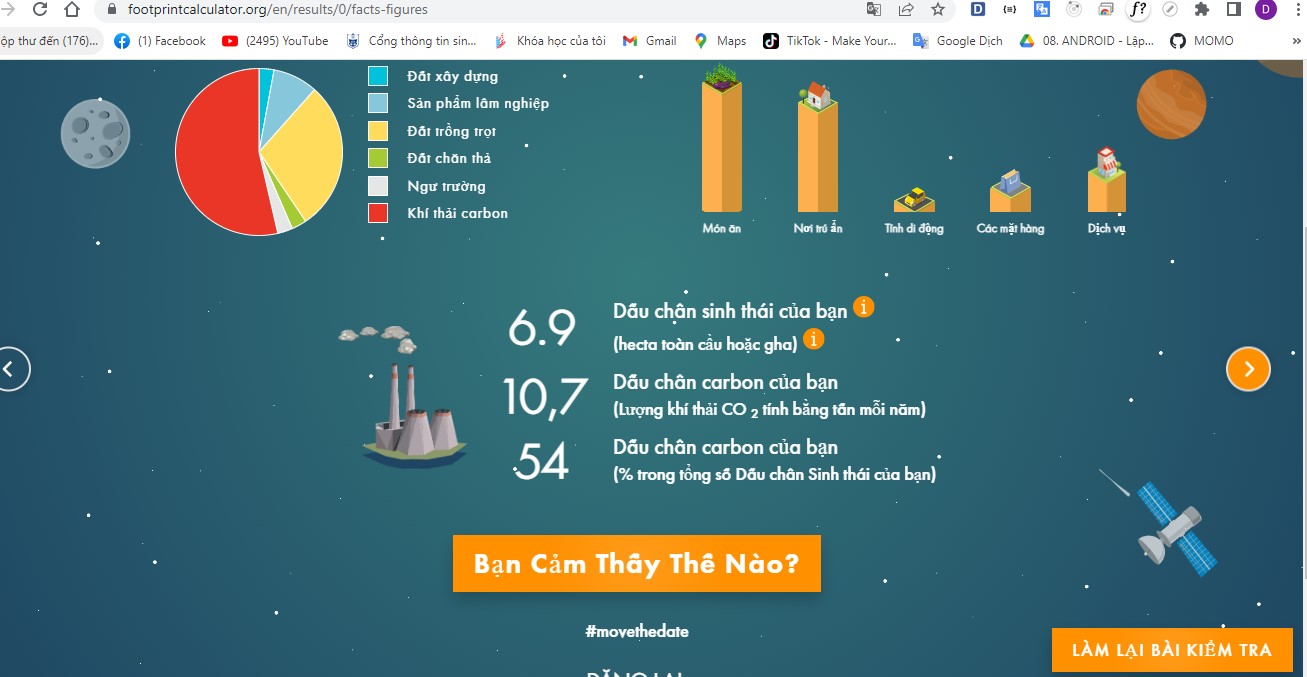 footprintcalculator.org/en/results/0/facts-figures
ộp thư đến (176)...
(1) Facebook
(2495) YouTube
Cổng thông tin sin...
Khóa học của tôi
Gmail
Maps
TikTok - Make Your...
Google Dịch
08. ANDROID - Lập...
MOMO
»
Đất xây dựng
Sản phẩm lâm nghiệp
Đất trồng trọt
Đất chăn thả
Ngư trường
Khí thải carbon
Món ăn
Nơi trú ẩn
Tính di động
Các mặt hàng
Dịch vụ
6.9
Dấu chân sinh thái của bạn i
(hecta toàn cầu hoặc gha) i
10,7
Dấu chân carbon của bạn
(Lượng khí thải CO 2 tính bằng tấn mỗi năm)
54
Dấu chân carbon của bạn
(% trong tổng số Dấu chân Sinh thái của bạn)
Bạn Cảm Thấy Thế Nào?
#movethedate
LÀM LẠI BÀI KIỂM TRA